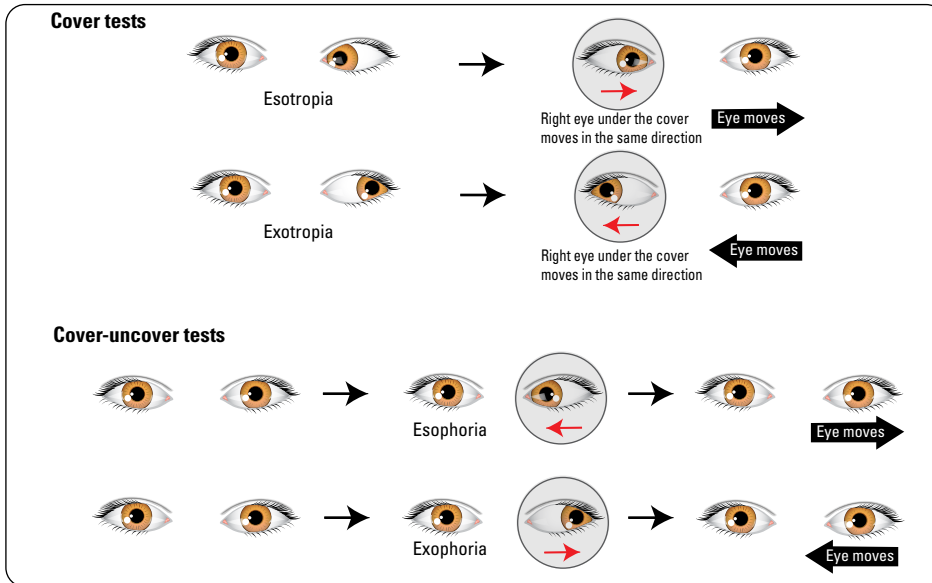 Cover tests
Esotropia
Right eye under the cover
moves in the same direction
Eye moves
Exotropia
Right eye under the cover
moves in the same direction
Eye moves
Cover-uncover tests
Esophoria
Eye moves
Exophoria
Eye moves